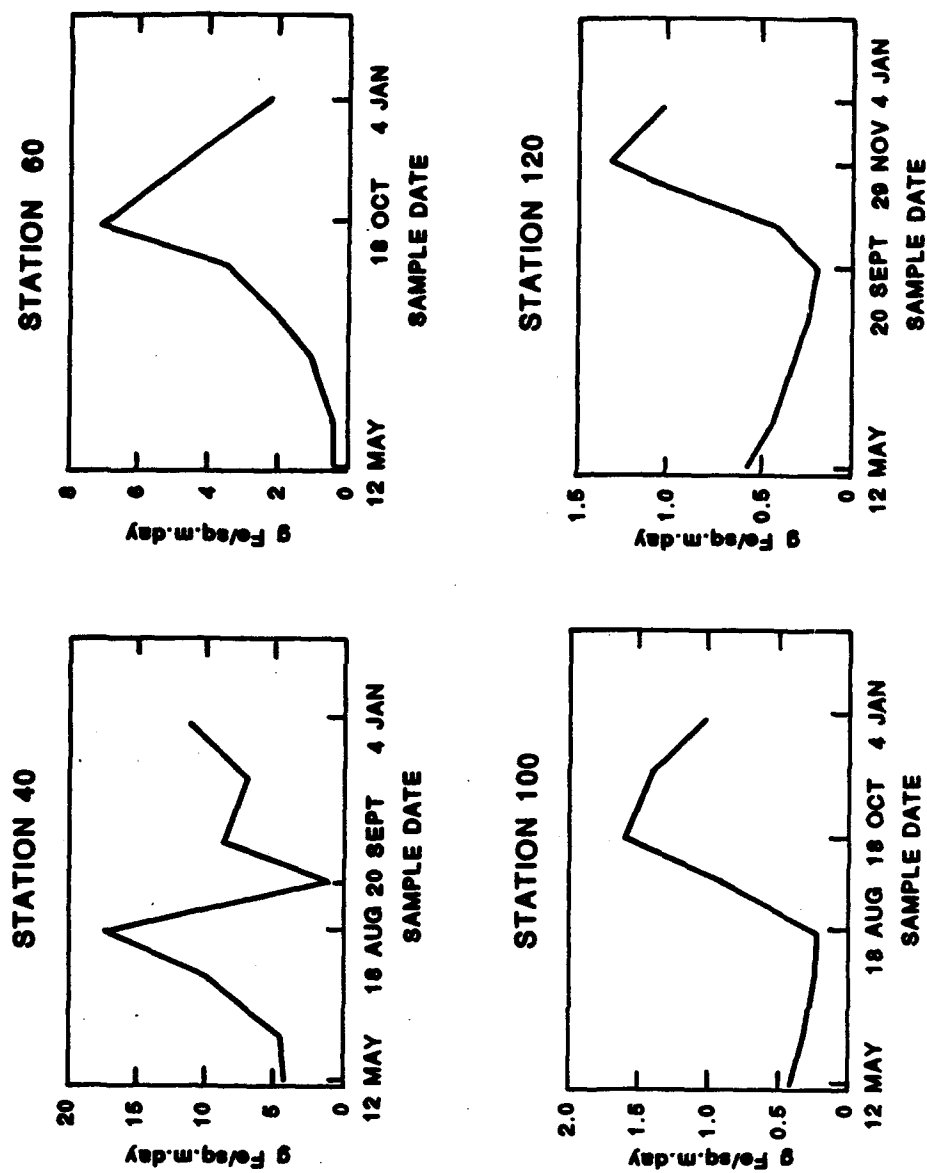 STATION 40
20
15
10
5
0
g Fe/sq.m.day
12 MAY 18 AUG 20 SEPT 4 JAN
SAMPLE DATE
STATION 60
8
6
4
2
0
g Fe/sq.m.day
12 MAY 18 OCT 4 JAN
SAMPLE DATE
STATION 100
2.0
1.5
1.0
0.5
0
g Fe/sq.m.day
12 MAY 18 AUG 18 OCT 4 JAN
SAMPLE DATE
STATION 120
1.5
1.0
0.5
0
g Fe/sq.m.day
12 MAY 20 SEPT 29 NOV 4 JAN
SAMPLE DATE